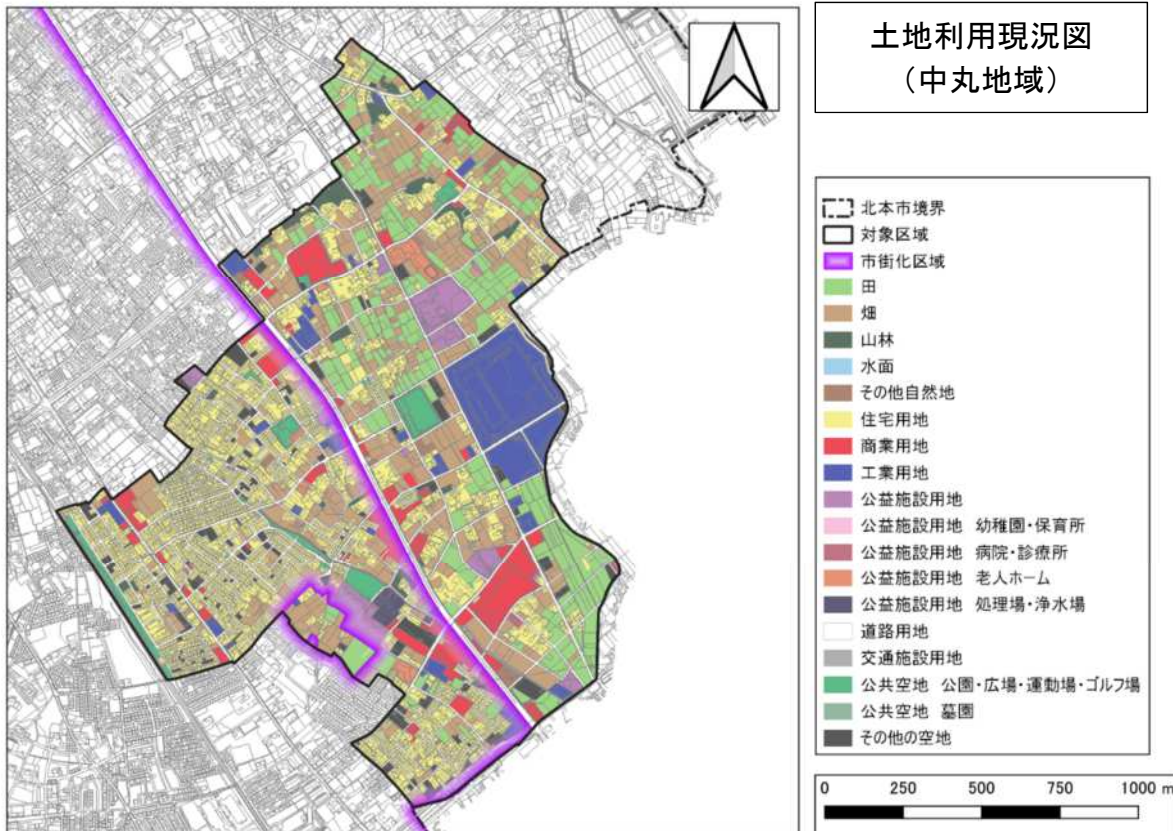 土地利用現況図
（中丸地域）
北本市境界
対象区域
市街化区域
田
畑
山林
水面
その他自然地
住宅用地
商業用地
工業用地
公益施設用地
公益施設用地 幼稚園・保育所
公益施設用地 病院・診療所
公益施設用地 老人ホーム
公益施設用地 処理場・浄水場
道路用地
交通施設用地
公共空地 公園・広場・運動場・ゴルフ場
公共空地 墓園
その他の空地
0 250 500 750 1000 m